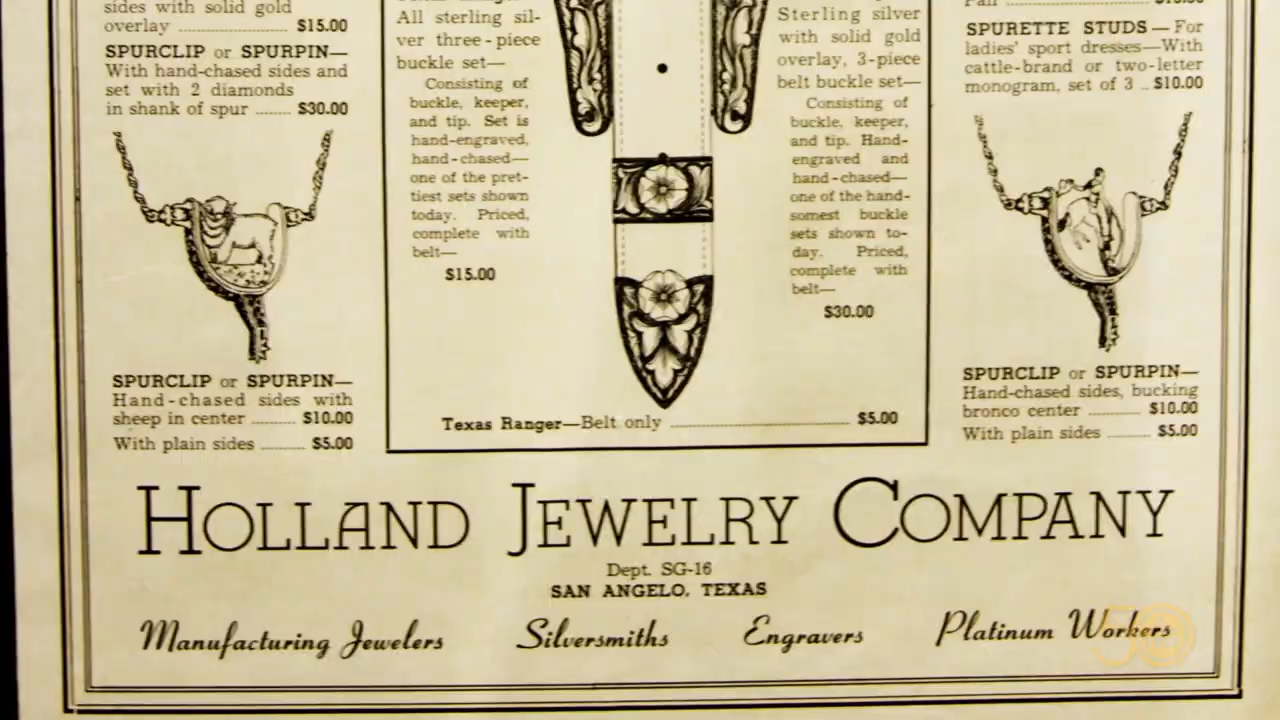 sides with solid gold
overlay ........ $15.00
SPURCLIP or SPURPIN—
With hand-chased sides and
set with 2 diamonds
in shank of spur ........ $30.00
SPURCLIP or SPURPIN—
Hand-chased sides with
sheep in center ........ $10.00
With plain sides ........ $5.00
All sterling sil-
ver three-piece
buckle set—
Consisting of
buckle, keeper,
and tip. Set is
hand-engraved,
hand-chased—
one of the pret-
tiest sets shown
today. Priced,
complete with
belt—
$15.00
Sterling silver
with solid gold
overlay, 3-piece
belt buckle set—
Consisting of
buckle, keeper,
and tip. Hand-
engraved and
hand-chased—
one of the hand-
somest buckle
sets shown to-
day. Priced,
complete with
belt—
$30.00
Texas Ranger—Belt only ........ $5.00
SPURETTE STUDS—For
ladies' sport dresses—With
cattle-brand or two-letter
monogram, set of 3 .. $10.00
SPURCLIP or SPURPIN—
Hand-chased sides, bucking
bronco center ........ $10.00
With plain sides ........ $5.00
HOLLAND JEWELRY COMPANY
Dept. SG-16
SAN ANGELO, TEXAS
Manufacturing Jewelers Silversmiths Engravers Platinum Workers
50